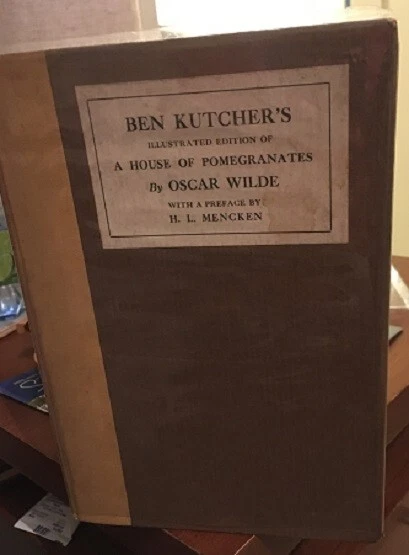 BEN KUTCHER'S
ILLUSTRATED EDITION OF
A HOUSE OF POMEGRANATES
By OSCAR WILDE
WITH A PREFACE BY
H. L. MENCKEN